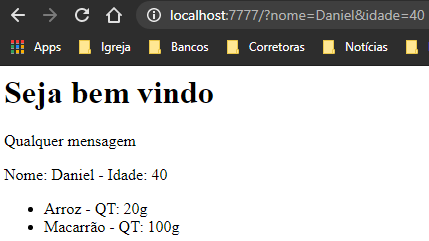 localhost:7777/?nome=Daniel&idade=40
Apps Igreja Bancos Corretoras Notícias
Seja bem vindo
Qualquer mensagem
Nome: Daniel - Idade: 40
• Arroz - QT: 20g
• Macarrão - QT: 100g